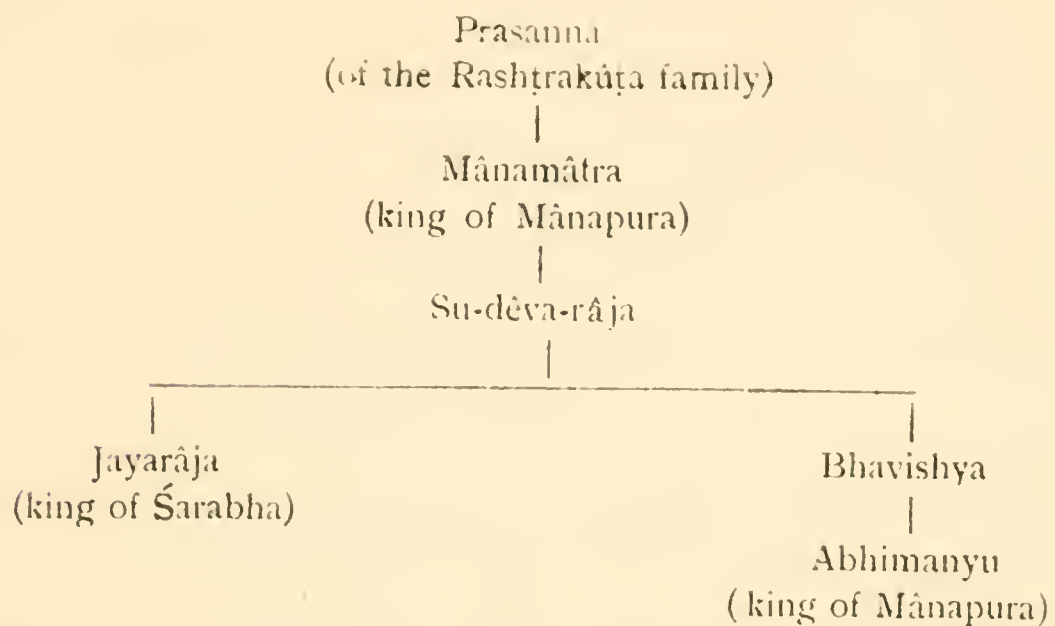 Prasanna
(of the Rashṭrakûṭa family)
Mânamâtra
(king of Mânapura)
Su-dêva-râja
Jayarâja
(king of Śarabha)
Bhavishya
Abhimanyu
(king of Mânapura)